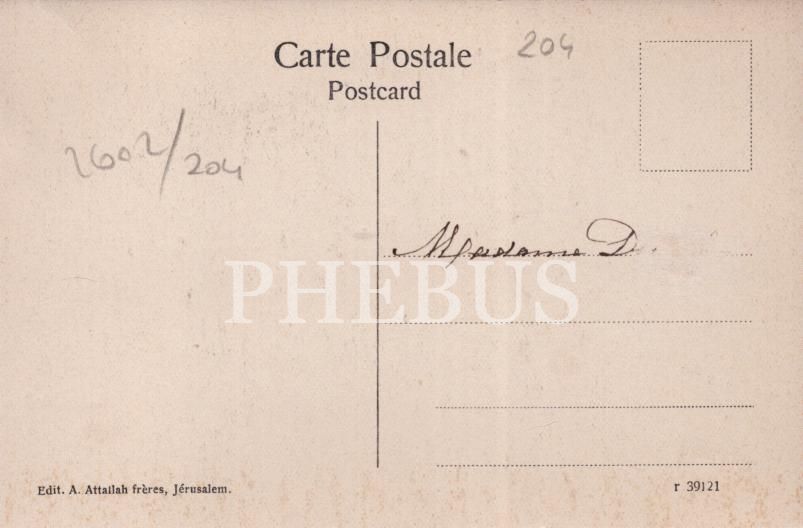 Carte Postale
204
Postcard
2602/204
Madame D.
PHEBUS
Edit. A. Attallah frères, Jérusalem.
r 39121